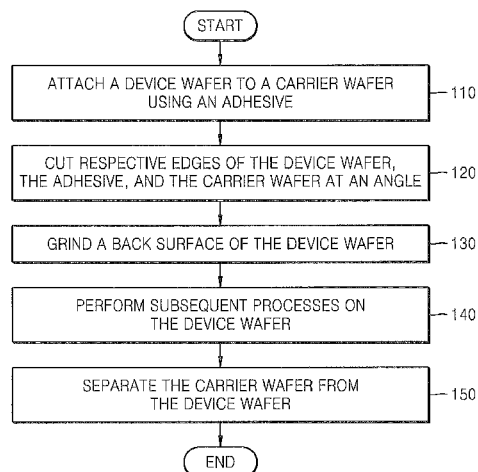 START
ATTACH A DEVICE WAFER TO A CARRIER WAFER
USING AN ADHESIVE
110
CUT RESPECTIVE EDGES OF THE DEVICE WAFER,
THE ADHESIVE, AND THE CARRIER WAFER AT AN ANGLE
120
GRIND A BACK SURFACE OF THE DEVICE WAFER
130
PERFORM SUBSEQUENT PROCESSES ON
THE DEVICE WAFER
140
SEPARATE THE CARRIER WAFER FROM
THE DEVICE WAFER
150
END